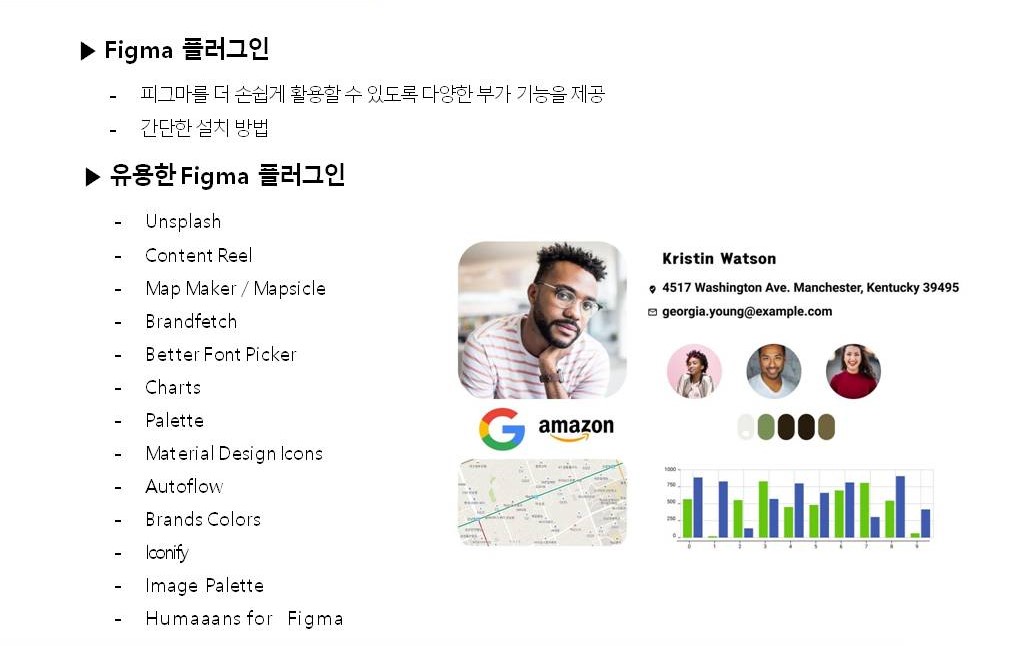 ▶ Figma 플러그인
- 피그마를 더 손쉽게 활용할 수 있도록 다양한 부가 기능을 제공
- 간단한 설치 방법
▶ 유용한 Figma 플러그인
- Unsplash
- Content Reel
- Map Maker / Mapsicle
- Brandfetch
- Better Font Picker
- Charts
- Palette
- Material Design Icons
- Autoflow
- Brands Colors
- Iconify
- Image Palette
- Humaaans for Figma
Kristin Watson
4517 Washington Ave. Manchester, Kentucky 39495
georgia.young@example.com
amazon
1000
750
500
250
0
0 1 2 3 4 5 6 7 8 9